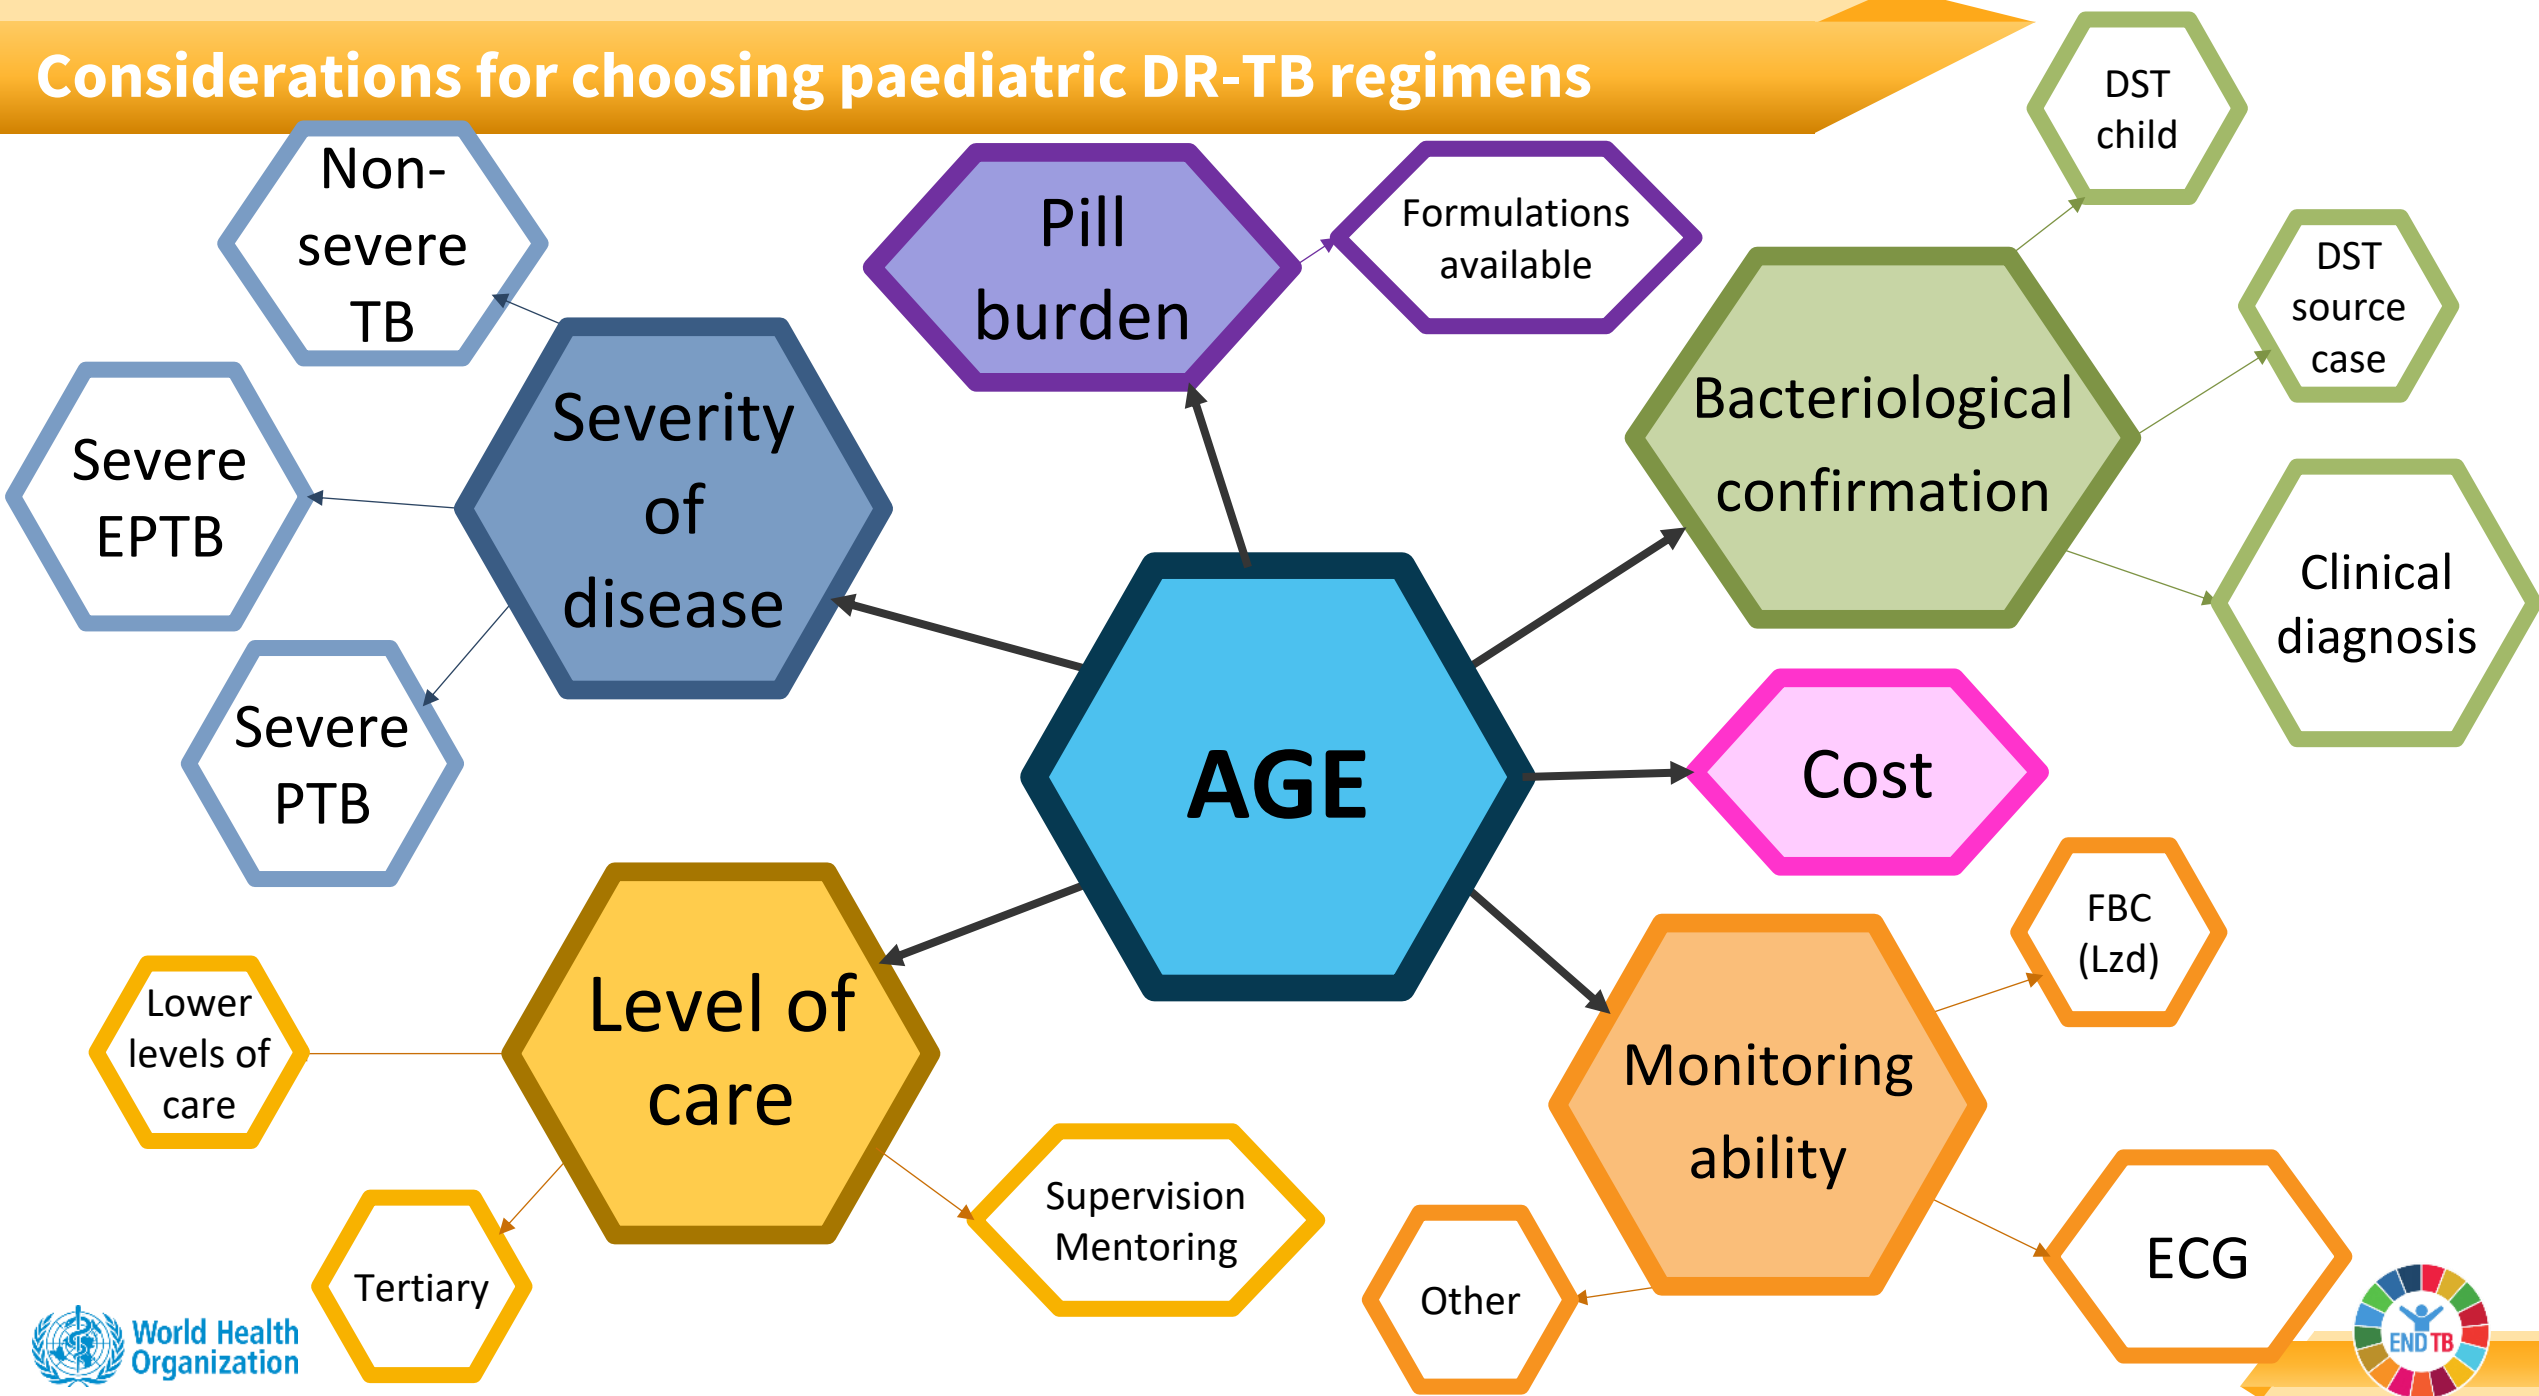 Considerations for choosing paediatric DR-TB regimens
Non-
severe
TB
Severe
EPTB
Severe
PTB
Severity
of
disease
Pill
burden
Formulations
available
Bacteriological
confirmation
DST
child
DST
source
case
Clinical
diagnosis
AGE
Cost
Level of
care
Lower
levels of
care
Tertiary
Supervision
Mentoring
Monitoring
ability
FBC
(Lzd)
ECG
Other
World Health
Organization
END TB